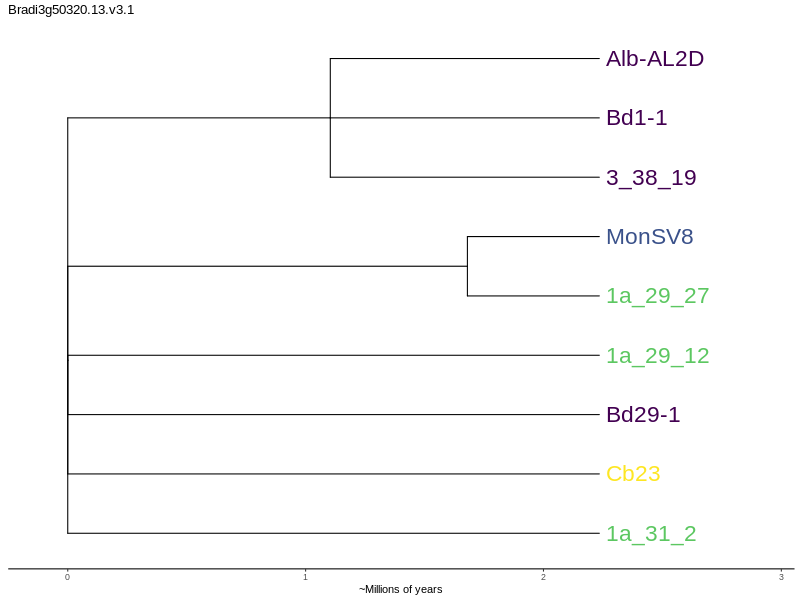 Bradi3g50320.13.v3.1
Alb-AL2D
Bd1-1
3_38_19
MonSV8
1a_29_27
1a_29_12
Bd29-1
Cb23
1a_31_2
0 1 2 3
~Millions of years